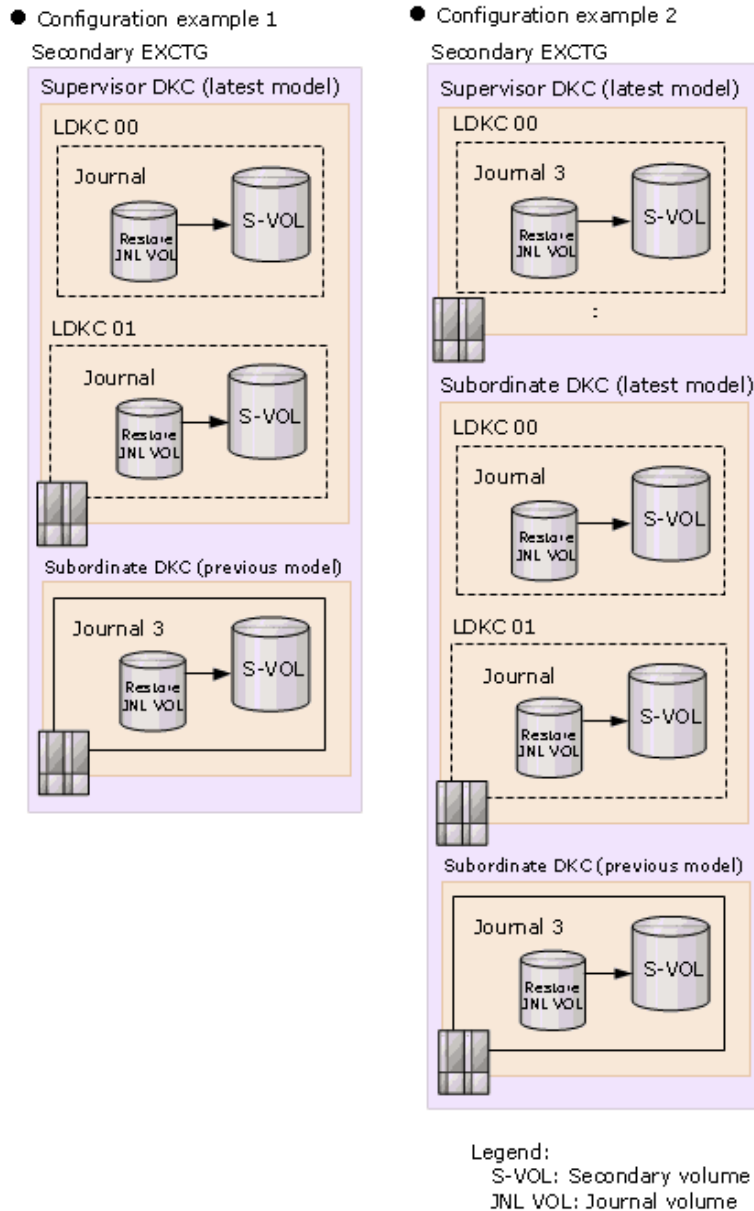 ● Configuration example 1
Secondary EXCTG
Supervisor DKC (latest model)
LDKC 00
Journal
Restore
JNL VOL
S-VOL
LDKC 01
Journal
Restore
JNL VOL
S-VOL
Subordinate DKC (previous model)
Journal 3
Restore
JNL VOL
S-VOL
● Configuration example 2
Secondary EXCTG
Supervisor DKC (latest model)
LDKC 00
Journal 3
Restore
JNL VOL
S-VOL
:
Subordinate DKC (latest model)
LDKC 00
Journal
Restore
JNL VOL
S-VOL
LDKC 01
Journal
Restore
JNL VOL
S-VOL
Subordinate DKC (previous model)
Journal 3
Restore
JNL VOL
S-VOL
Legend:
S-VOL: Secondary volume
JNL VOL: Journal volume